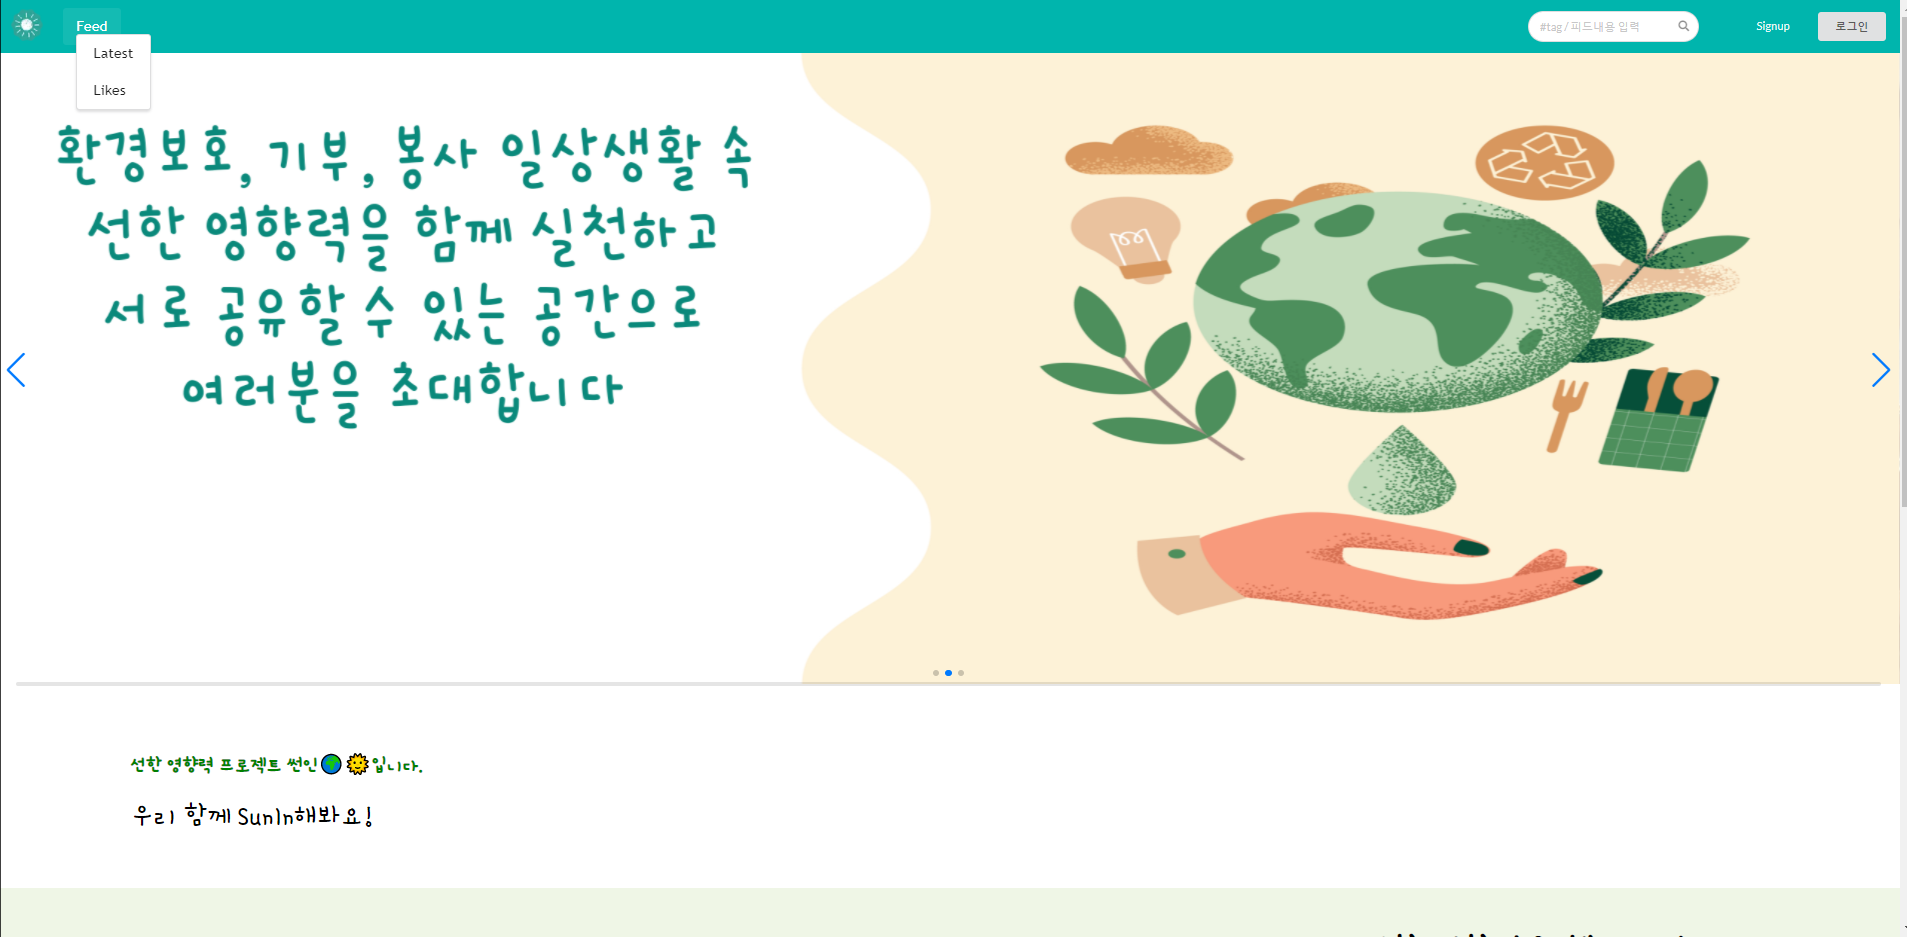 Feed
#tag / 피드내용 입력
Signup
로그인
Latest
Likes
환경보호, 기부, 봉사 일상생활 속
선한 영향력을 함께 실천하고
서로 공유할 수 있는 공간으로
여러분을 초대합니다
선한 영향력 프로젝트 썬인🌍🌞입니다.
우리 함께 SunIn해봐요!